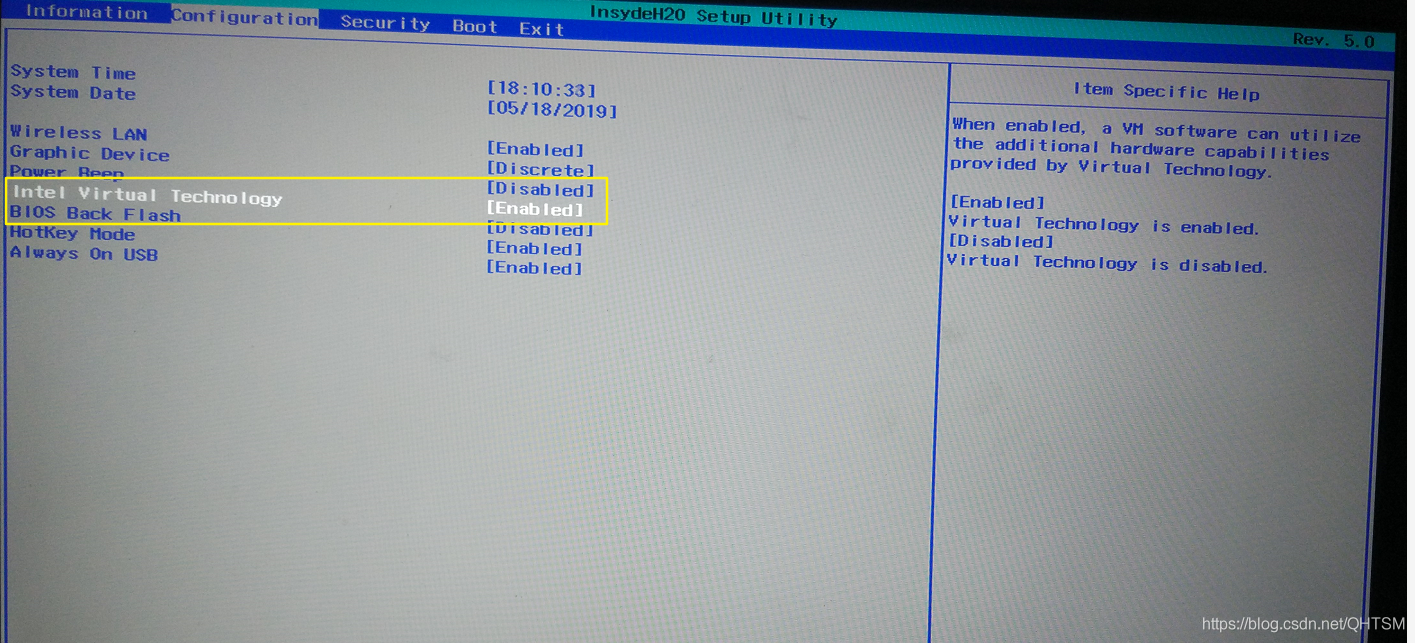 InsydeH20 Setup Utility
Rev. 5.0
Information Configuration Security Boot Exit
System Time [18:10:33]
System Date [05/18/2019]
Wireless LAN [Enabled]
Graphic Device [Discrete]
Power Beep [Disabled]
Intel Virtual Technology [Enabled]
BIOS Back Flash [Disabled]
HotKey Mode [Enabled]
Always On USB [Enabled]
Item Specific Help
When enabled, a VM software can utilize
the additional hardware capabilities
provided by Virtual Technology.
[Enabled]
Virtual Technology is enabled.
[Disabled]
Virtual Technology is disabled.
https://blog.csdn.net/QHTSM